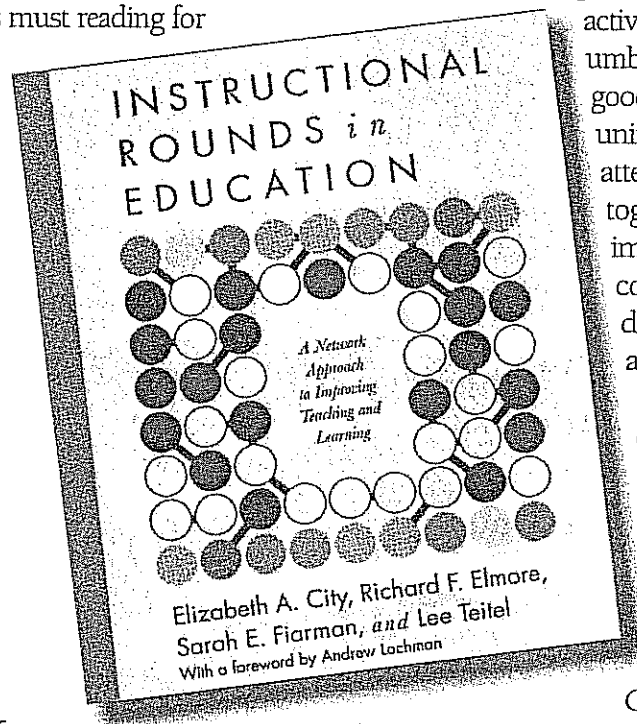 must reading for
INSTRUCTIONAL
ROUNDS in
EDUCATION
A Network
Approach
to Improving
Teaching and
Learning
Elizabeth A. City, Richard F. Elmore,
Sarah E. Fiarman, and Lee Teitel
With a foreword by Andrew Lachman
activ
umb
good
uni
atte
tog
im
co
d
a